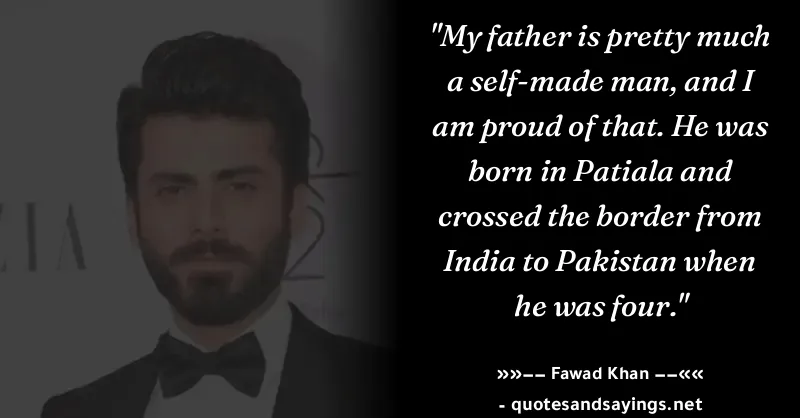 "My father is pretty much
a self-made man, and I
am proud of that. He was
born in Patiala and
crossed the border from
India to Pakistan when
he was four."
»»−− Fawad Khan −−««
- quotesandsayings.net